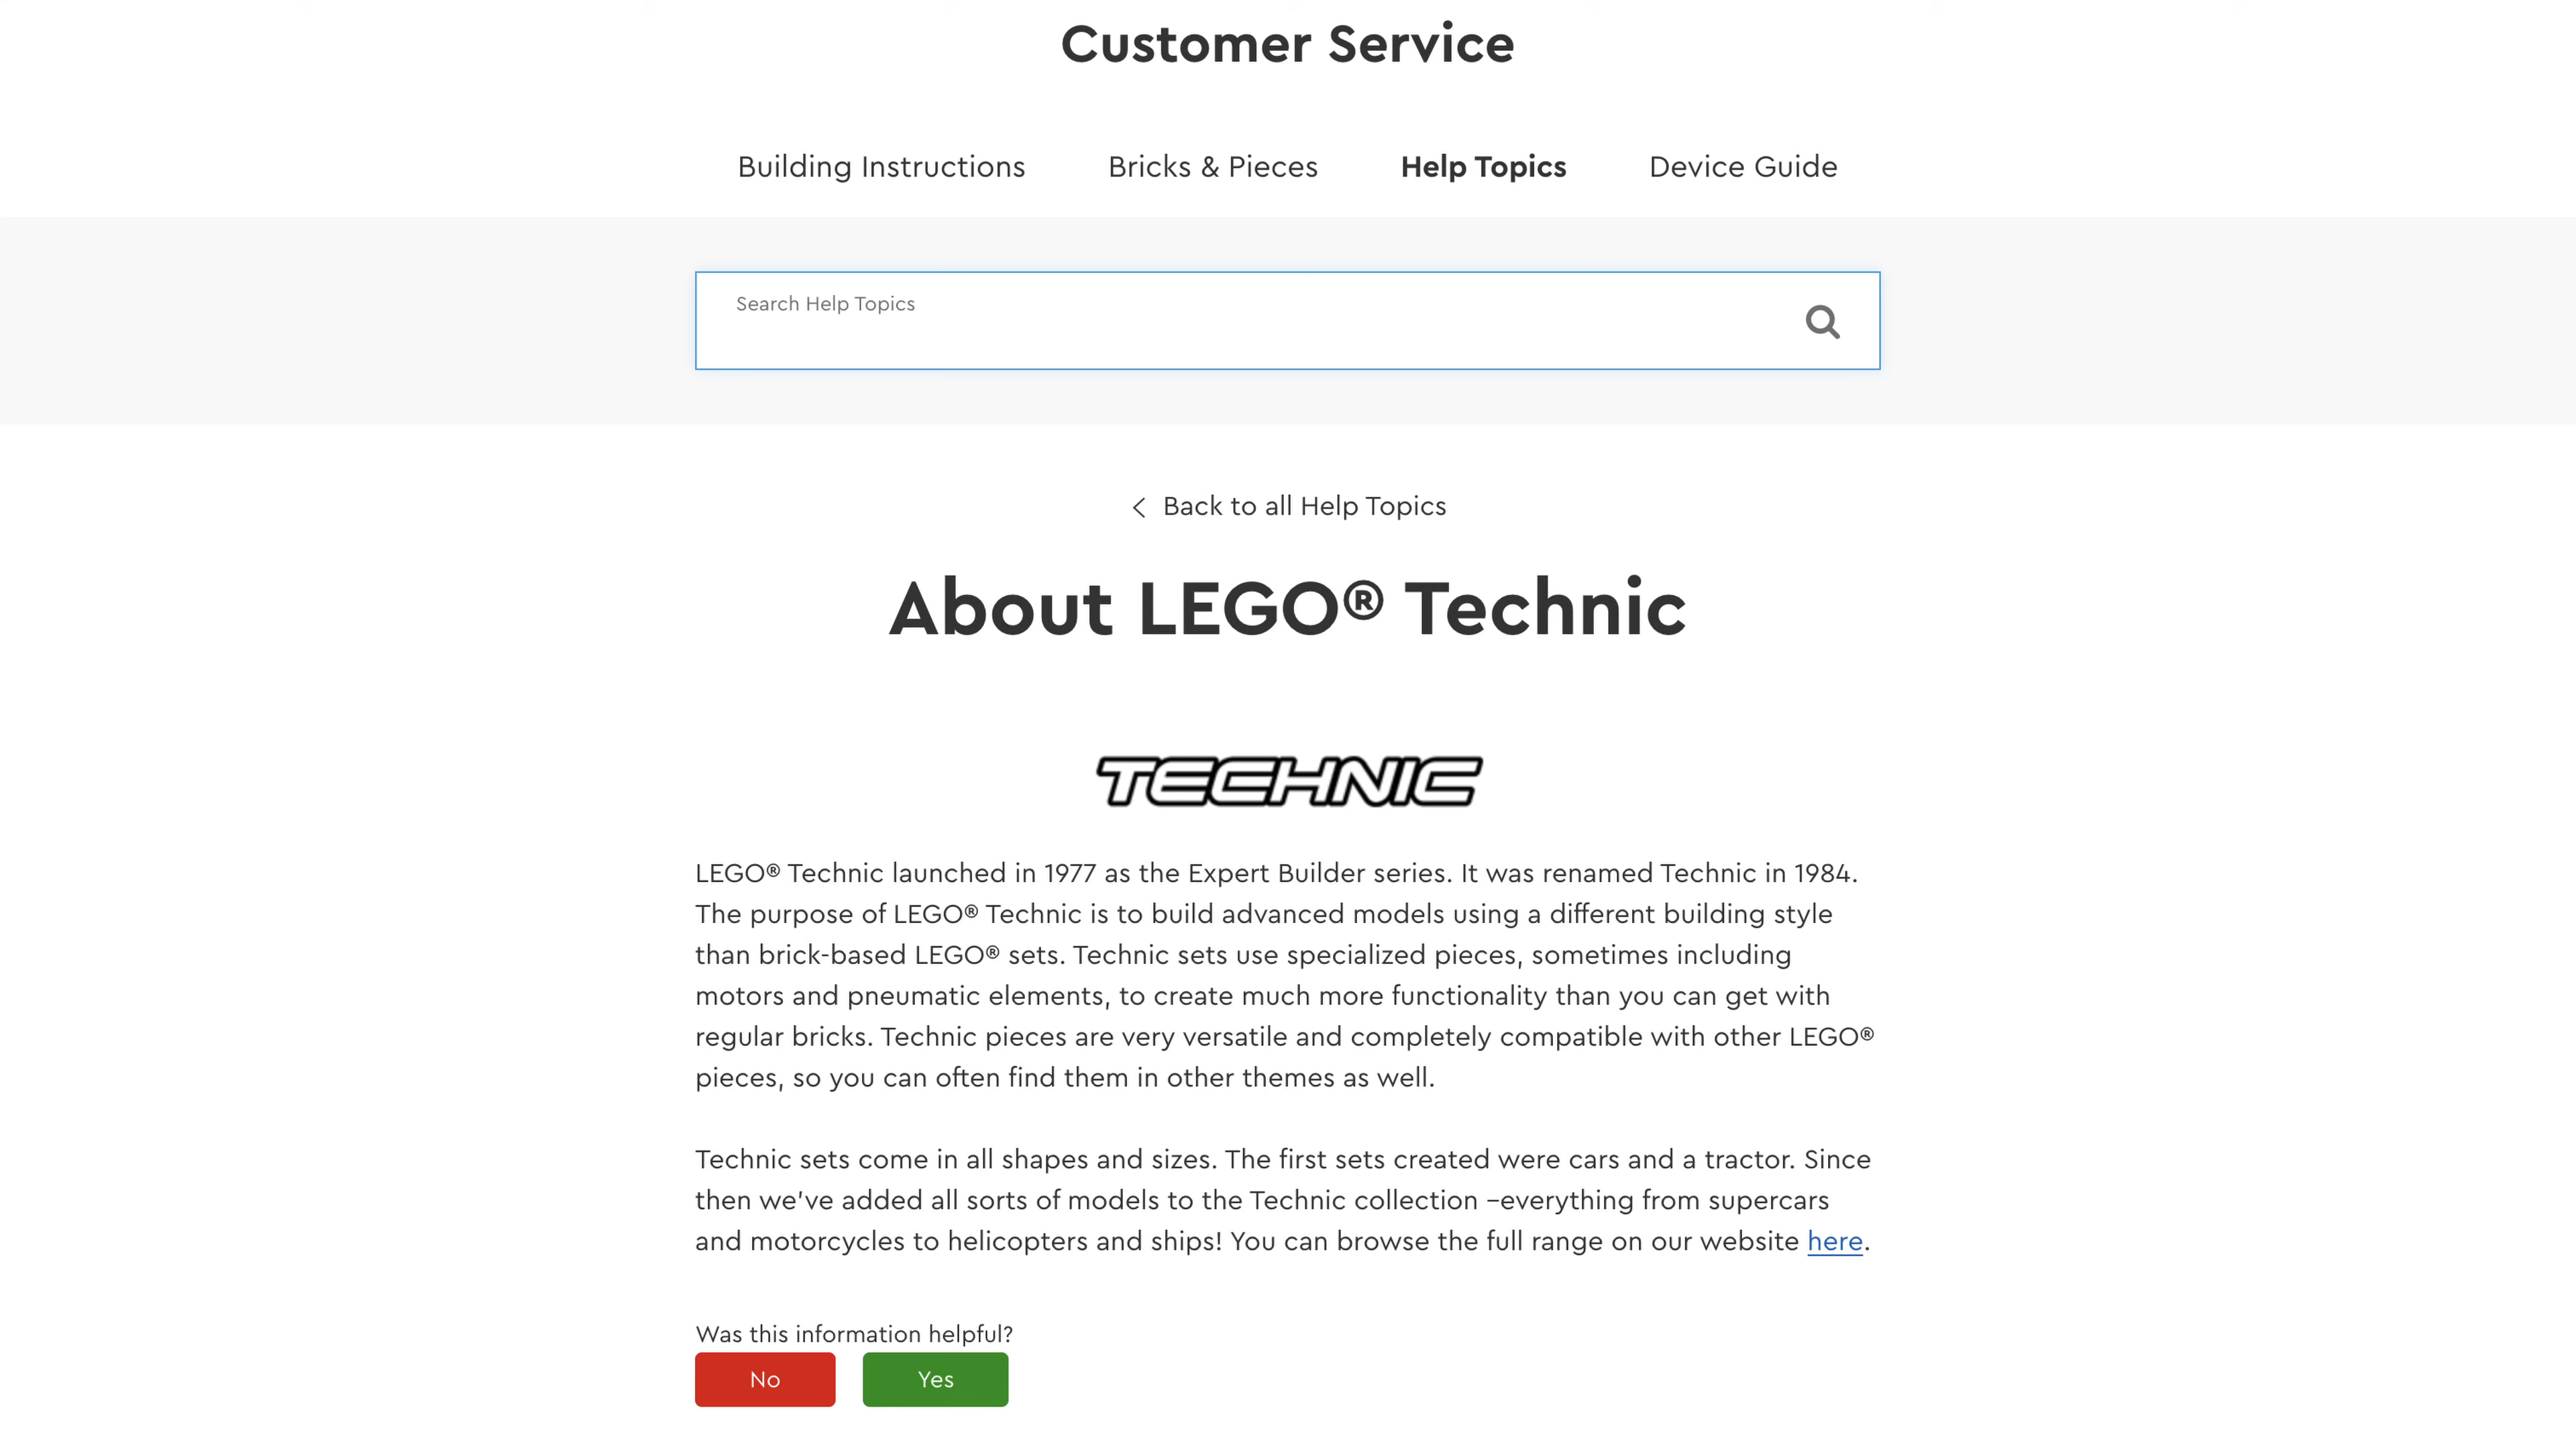 Customer Service
Building Instructions Bricks & Pieces Help Topics Device Guide
Search Help Topics
Back to all Help Topics
About LEGO® Technic
TECHNIC
LEGO® Technic launched in 1977 as the Expert Builder series. It was renamed Technic in 1984.
The purpose of LEGO® Technic is to build advanced models using a different building style
than brick-based LEGO® sets. Technic sets use specialized pieces, sometimes including
motors and pneumatic elements, to create much more functionality than you can get with
regular bricks. Technic pieces are very versatile and completely compatible with other LEGO®
pieces, so you can often find them in other themes as well.
Technic sets come in all shapes and sizes. The first sets created were cars and a tractor. Since
then we've added all sorts of models to the Technic collection –everything from supercars
and motorcycles to helicopters and ships! You can browse the full range on our website here.
Was this information helpful?
No Yes